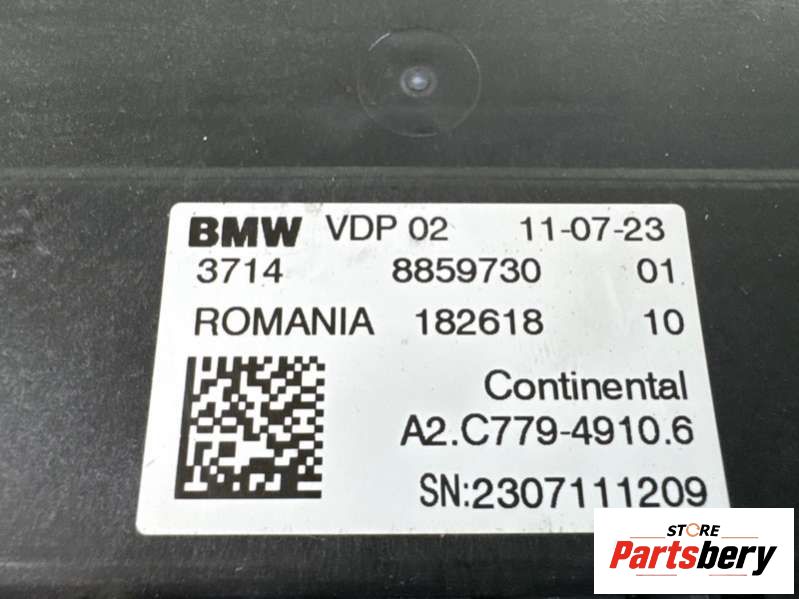 BMW VDP 02 11-07-23
3714 8859730 01
ROMANIA 182618 10
Continental
A2.C779-4910.6
SN:2307111209
STORE
Partsbery